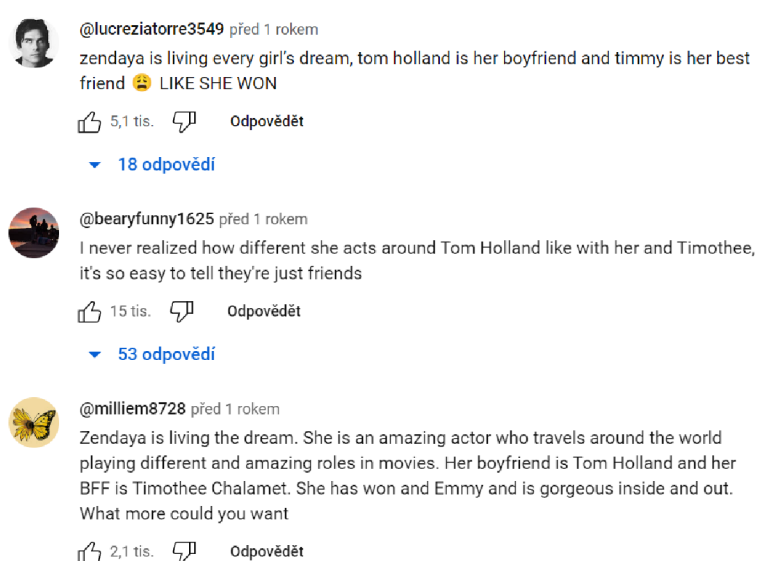 @lucreziatorre3549 před 1 rokem
zendaya is living every girl's dream, tom holland is her boyfriend and timmy is her best
friend 😩 LIKE SHE WON
5,1 tis. Odpovědět
18 odpovědí
@bearyfunny1625 před 1 rokem
I never realized how different she acts around Tom Holland like with her and Timothee,
it's so easy to tell they're just friends
15 tis. Odpovědět
53 odpovědí
@milliem8728 před 1 rokem
Zendaya is living the dream. She is an amazing actor who travels around the world
playing different and amazing roles in movies. Her boyfriend is Tom Holland and her
BFF is Timothee Chalamet. She has won and Emmy and is gorgeous inside and out.
What more could you want
2,1 tis. Odpovědět